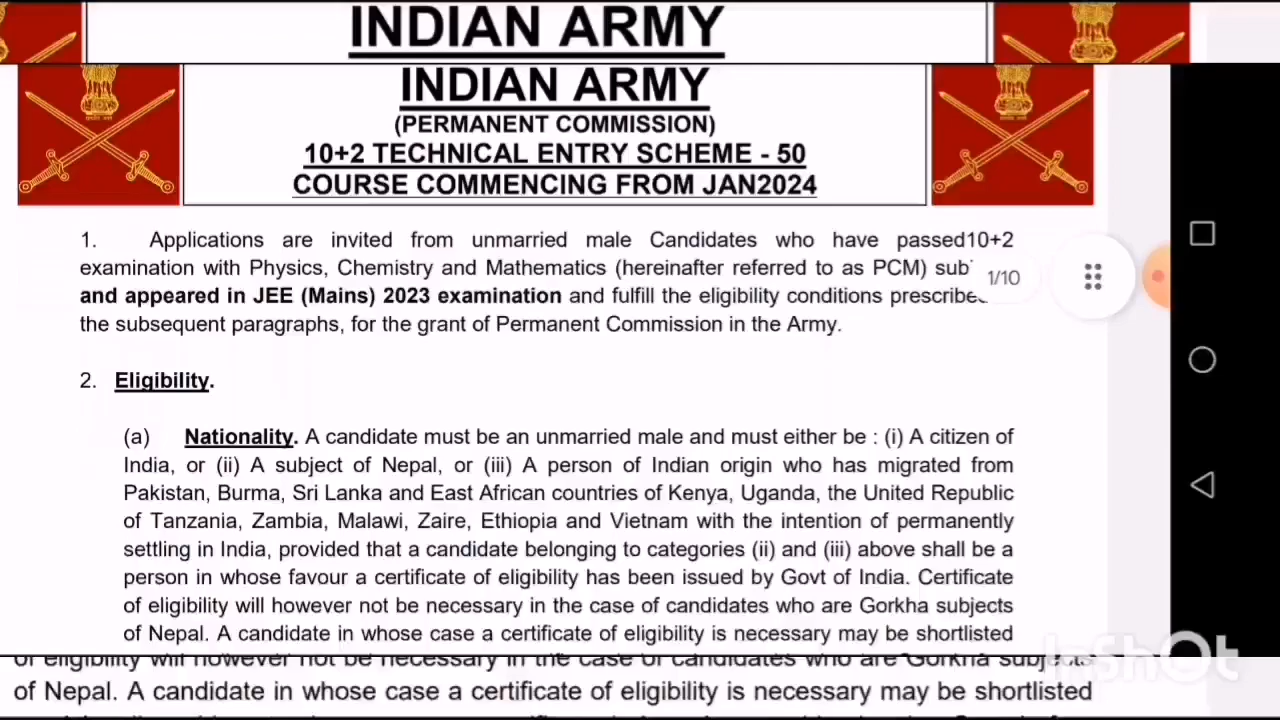 INDIAN ARMY
INDIAN ARMY
(PERMANENT COMMISSION)
10+2 TECHNICAL ENTRY SCHEME - 50
COURSE COMMENCING FROM JAN2024
1. Applications are invited from unmarried male Candidates who have passed10+2
examination with Physics, Chemistry and Mathematics (hereinafter referred to as PCM)
1/10
and appeared in JEE (Mains) 2023 examination and fulfill the eligibility conditions
the subsequent paragraphs, for the grant of Permanent Commission in the Army.
2. Eligibility.
(a) Nationality. A candidate must be an unmarried male and must either be : (i) A citizen of
India, or (ii) A subject of Nepal, or (iii) A person of Indian origin who has migrated from
Pakistan, Burma, Sri Lanka and East African countries of Kenya, Uganda, the United Republic
of Tanzania, Zambia, Malawi, Zaire, Ethiopia and Vietnam with the intention of permanently
settling in India, provided that a candidate belonging to categories (ii) and (iii) above shall be a
person in whose favour a certificate of eligibility has been issued by Govt of India. Certificate
of eligibility will however not be necessary in the case of candidates who are Gorkha subjects
of Nepal. A candidate in whose case a certificate of eligibility is necessary may be shortlisted
of eligibility will however not be necessary in the case of candidates who are Gorkha subjects
of Nepal. A candidate in whose case a certificate of eligibility is necessary may be shortlisted
InShOt